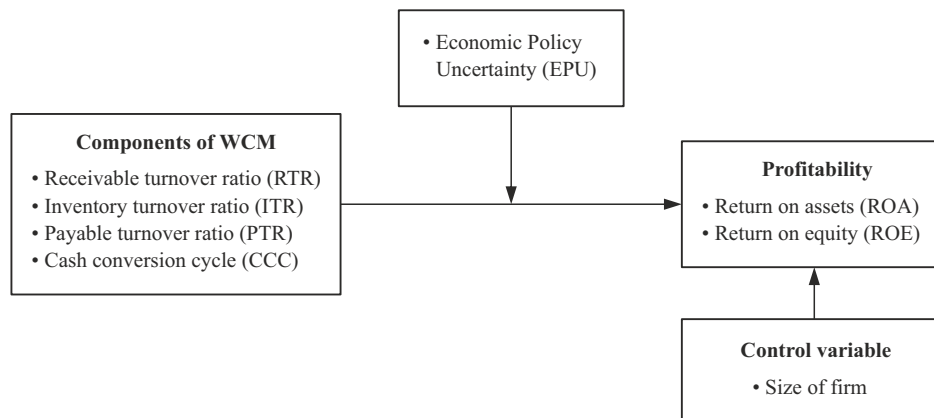 • Economic Policy
Uncertainty (EPU)
Components of WCM
• Receivable turnover ratio (RTR)
• Inventory turnover ratio (ITR)
• Payable turnover ratio (PTR)
• Cash conversion cycle (CCC)
Profitability
• Return on assets (ROA)
• Return on equity (ROE)
Control variable
• Size of firm